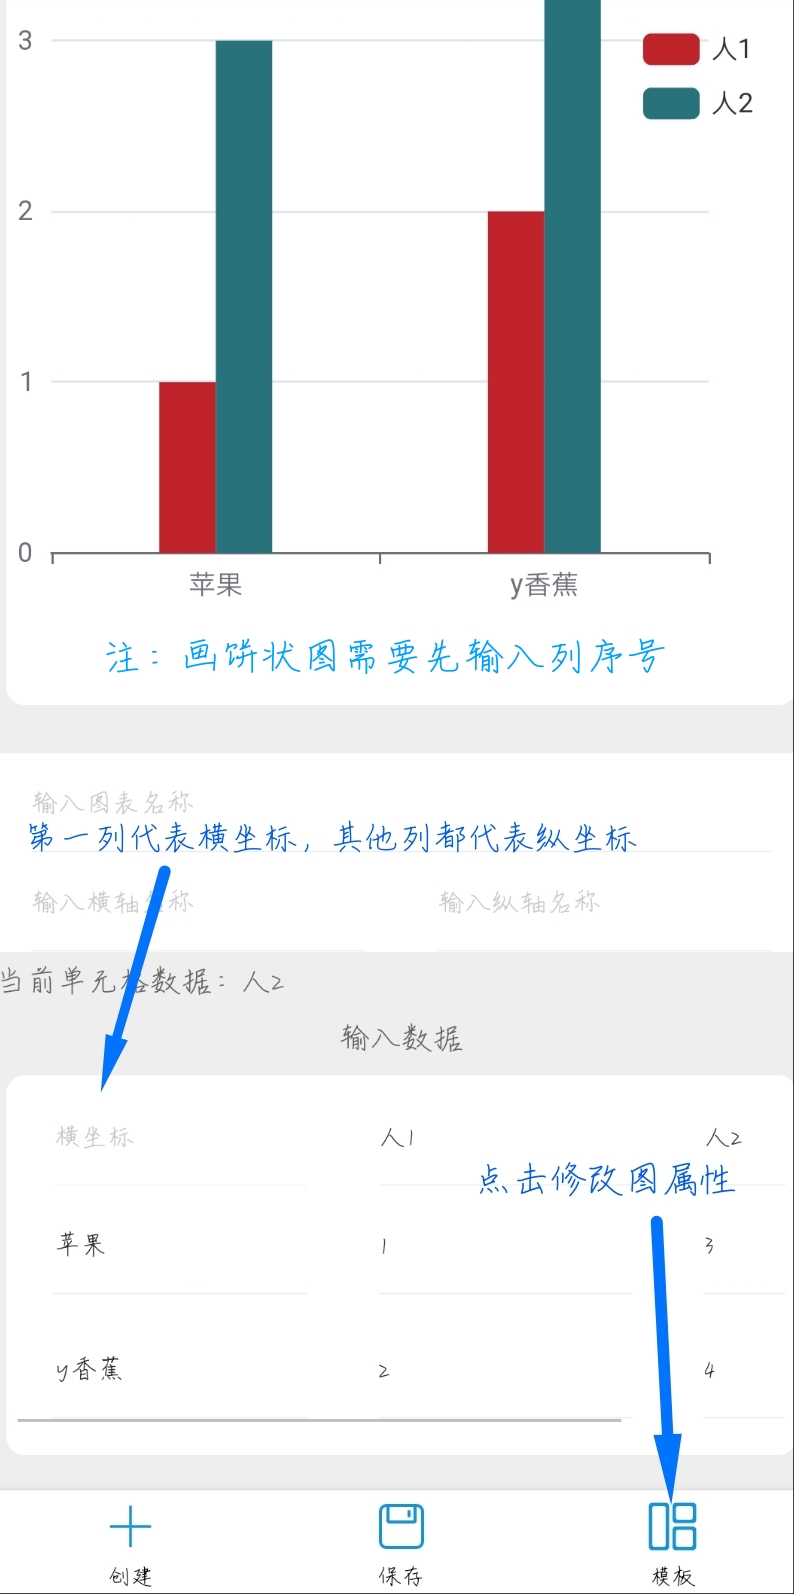 3
人1
人2
2
1
0
苹果 y香蕉
注：画饼状图需要先输入列序号
输入图表名称
第一列代表横坐标，其他列都代表纵坐标
输入横轴名称 输入纵轴名称
当前单元格数据：人2
输入数据
横坐标 人1 人2
点击修改图属性
苹果 1 3
y香蕉 2 4
创建 保存 模板